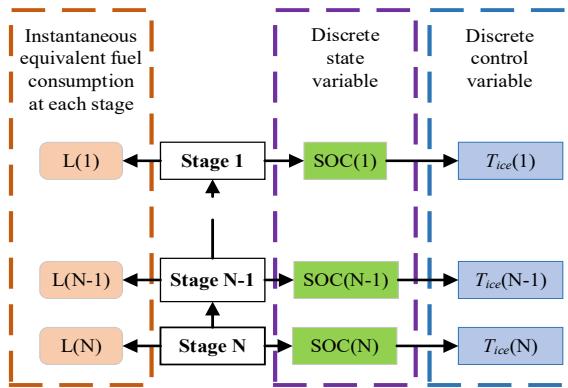 Instantaneous
equivalent fuel
consumption
at each stage
Discrete
state
variable
Discrete
control
variable
L(1)
Stage 1
SOC(1)
Tice(1)
L(N-1)
Stage N-1
SOC(N-1)
Tice(N-1)
L(N)
Stage N
SOC(N)
Tice(N)